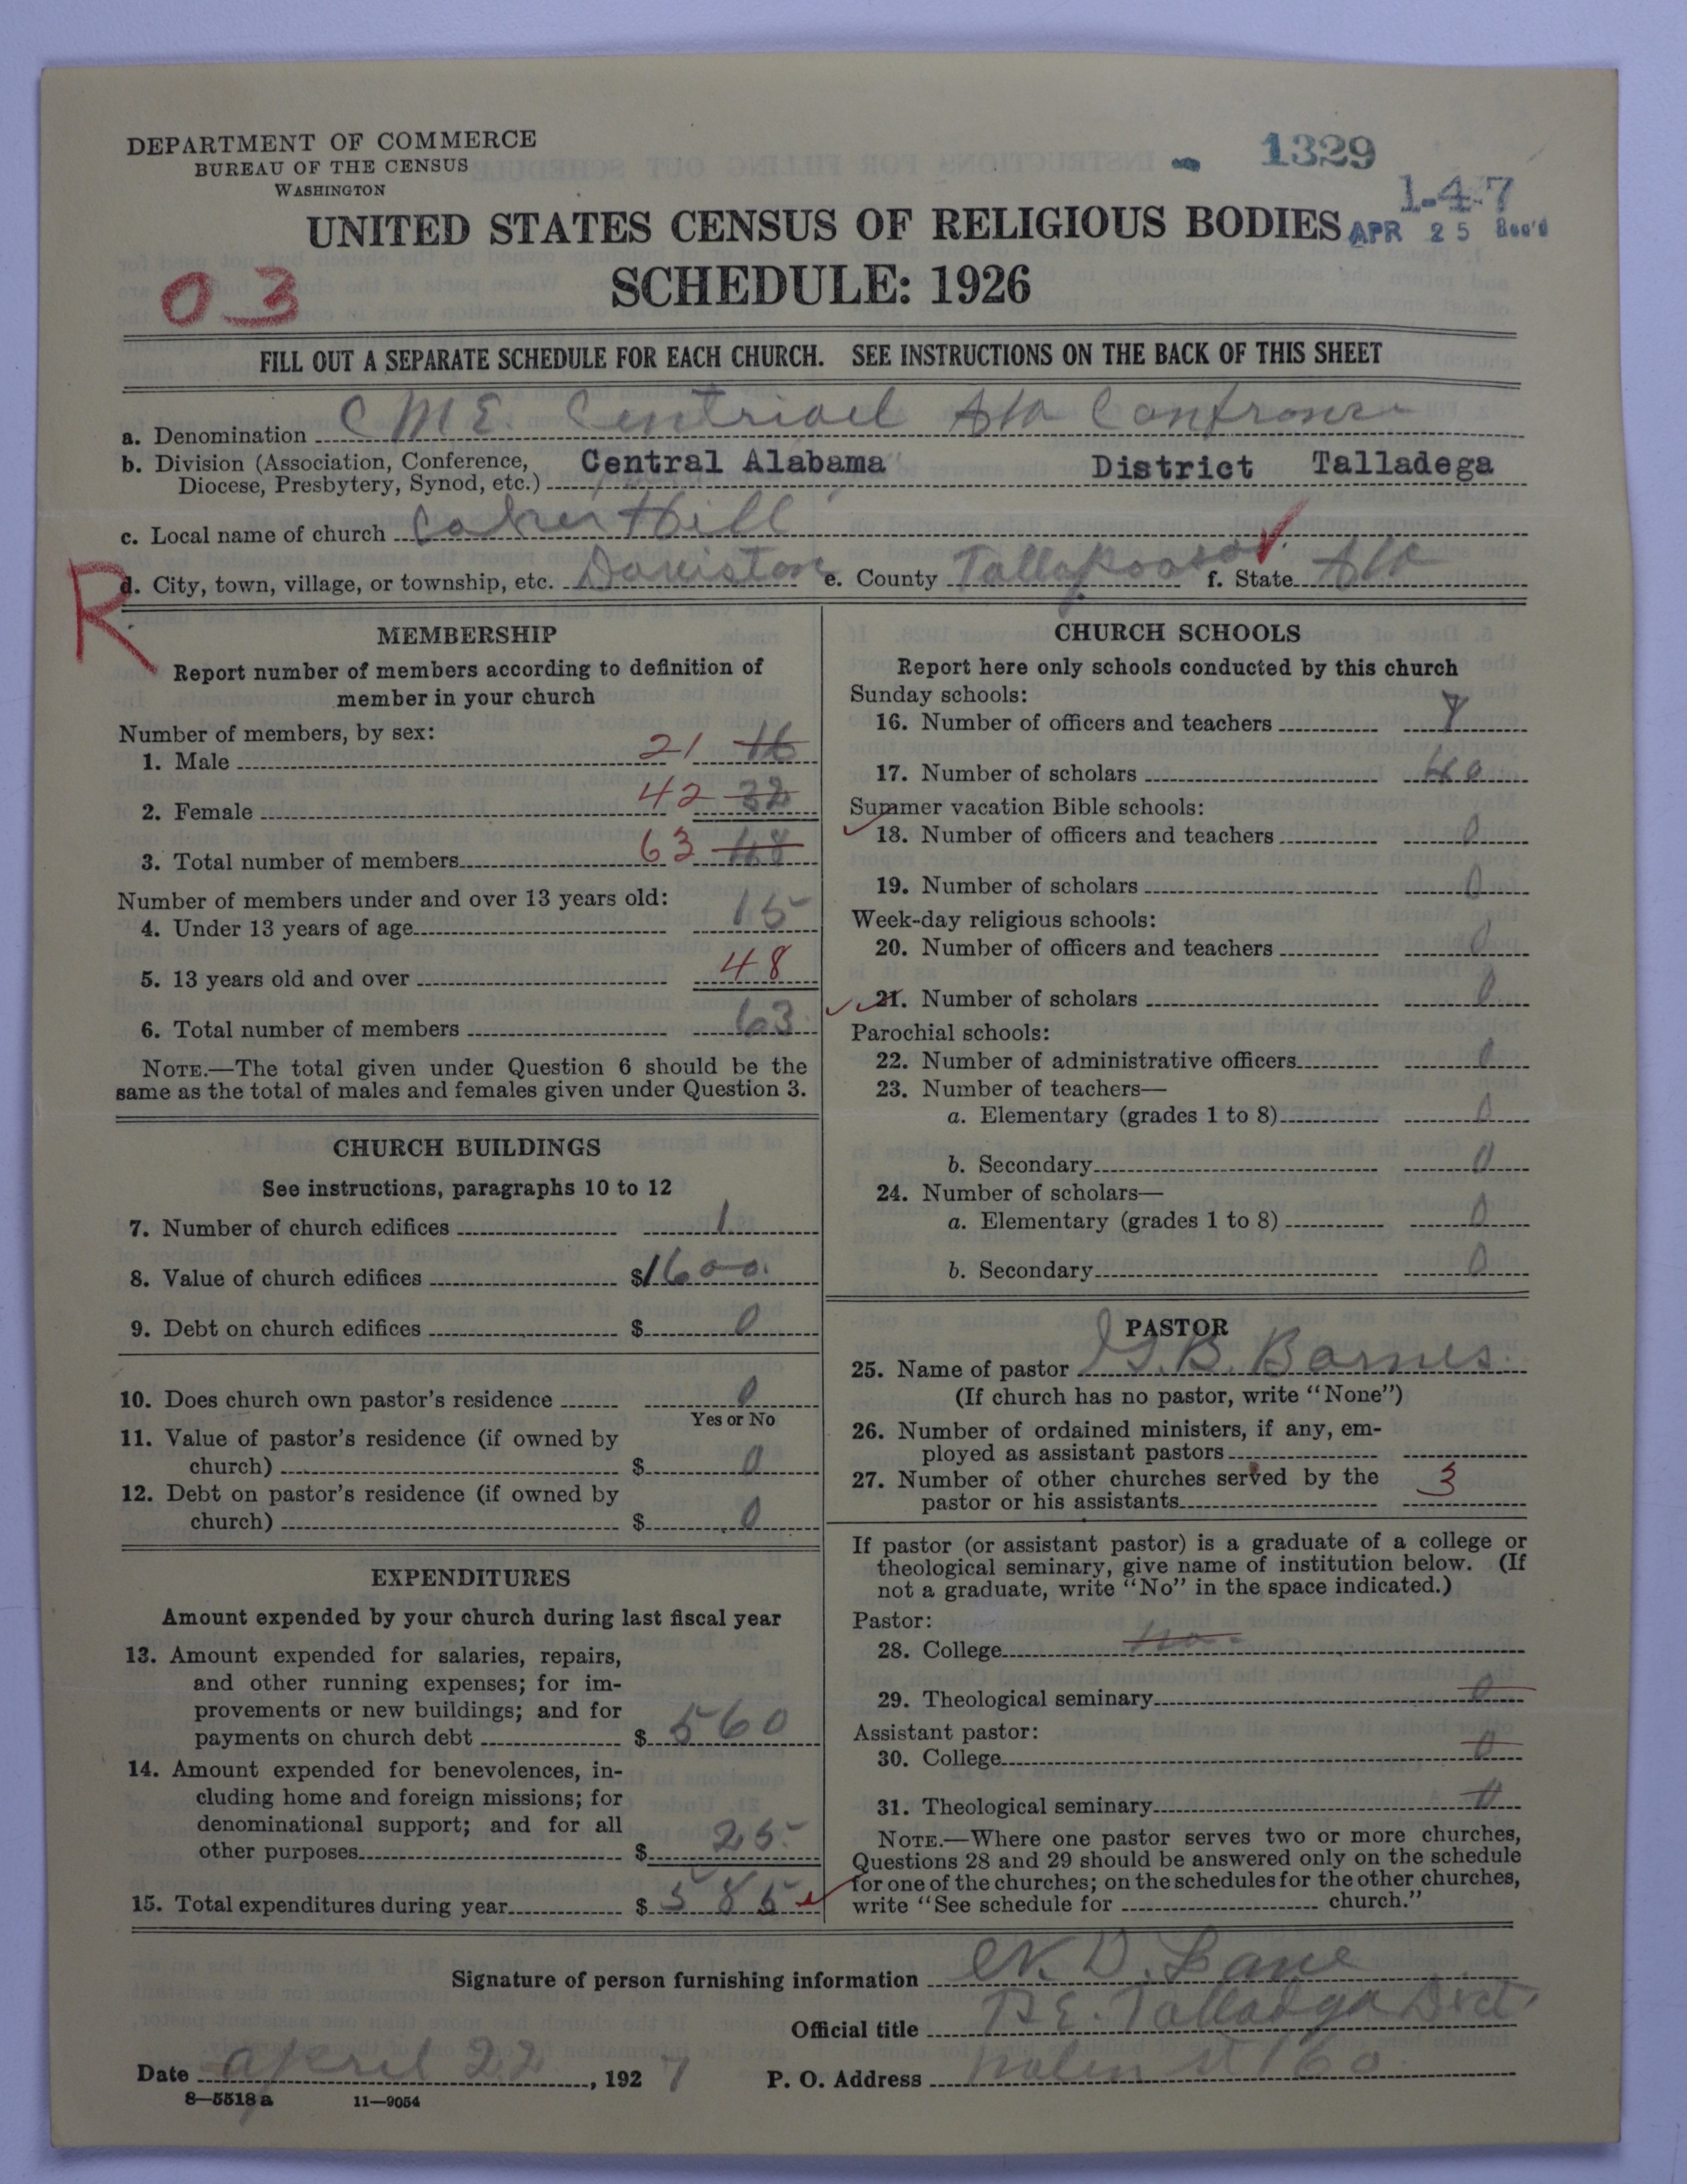 DEPARTMENT OF COMMERCE
BUREAU OF THE CENSUS
WASHINGTON
1329
1-47
UNITED STATES CENSUS OF RELIGIOUS BODIES
APR 25 Rec'd
03
SCHEDULE: 1926
FILL OUT A SEPARATE SCHEDULE FOR EACH CHURCH. SEE INSTRUCTIONS ON THE BACK OF THIS SHEET
a. Denomination C M E Ala
b. Division (Association, Conference, Diocese, Presbytery, Synod, etc.) Central Alabama District Talladega
c. Local name of church Hill
d. City, town, village, or township, etc. Daviston e. County Tallapoosa f. State Ala
R
MEMBERSHIP
Report number of members according to definition of
member in your church
Number of members, by sex:
1. Male 21 16
2. Female 42 32
3. Total number of members 63 48
Number of members under and over 13 years old:
4. Under 13 years of age 15
5. 13 years old and over 48
6. Total number of members 63
NOTE.—The total given under Question 6 should be the
same as the total of males and females given under Question 3.
CHURCH BUILDINGS
See instructions, paragraphs 10 to 12
7. Number of church edifices 1
8. Value of church edifices $1600.
9. Debt on church edifices $ 0
10. Does church own pastor's residence 0
Yes or No
11. Value of pastor's residence (if owned by
church) $ 0
12. Debt on pastor's residence (if owned by
church) $ 0
EXPENDITURES
Amount expended by your church during last fiscal year
13. Amount expended for salaries, repairs,
and other running expenses; for im-
provements or new buildings; and for
payments on church debt $ 560
14. Amount expended for benevolences, in-
cluding home and foreign missions; for
denominational support; and for all
other purposes $ 25
15. Total expenditures during year $ 585
CHURCH SCHOOLS
Report here only schools conducted by this church
Sunday schools:
16. Number of officers and teachers
17. Number of scholars 40
Summer vacation Bible schools:
18. Number of officers and teachers 0
19. Number of scholars 0
Week-day religious schools:
20. Number of officers and teachers 0
21. Number of scholars 0
Parochial schools:
22. Number of administrative officers 0
23. Number of teachers—
a. Elementary (grades 1 to 8) 0
b. Secondary 0
24. Number of scholars—
a. Elementary (grades 1 to 8) 0
b. Secondary 0
PASTOR
25. Name of pastor G. B. Barnes.
(If church has no pastor, write "None")
26. Number of ordained ministers, if any, em-
ployed as assistant pastors
27. Number of other churches served by the
pastor or his assistants 3
If pastor (or assistant pastor) is a graduate of a college or
theological seminary, give name of institution below. (If
not a graduate, write "No" in the space indicated.)
Pastor:
28. College no.
29. Theological seminary 0
Assistant pastor:
30. College 0
31. Theological seminary 0
NOTE.—Where one pastor serves two or more churches,
Questions 28 and 29 should be answered only on the schedule
for one of the churches; on the schedules for the other churches,
write "See schedule for church."
Signature of person furnishing information N. D. Lane
Official title P. E. Talladga Dict
Date April 22, 1927 P. O. Address
8—5518 a 11—9054